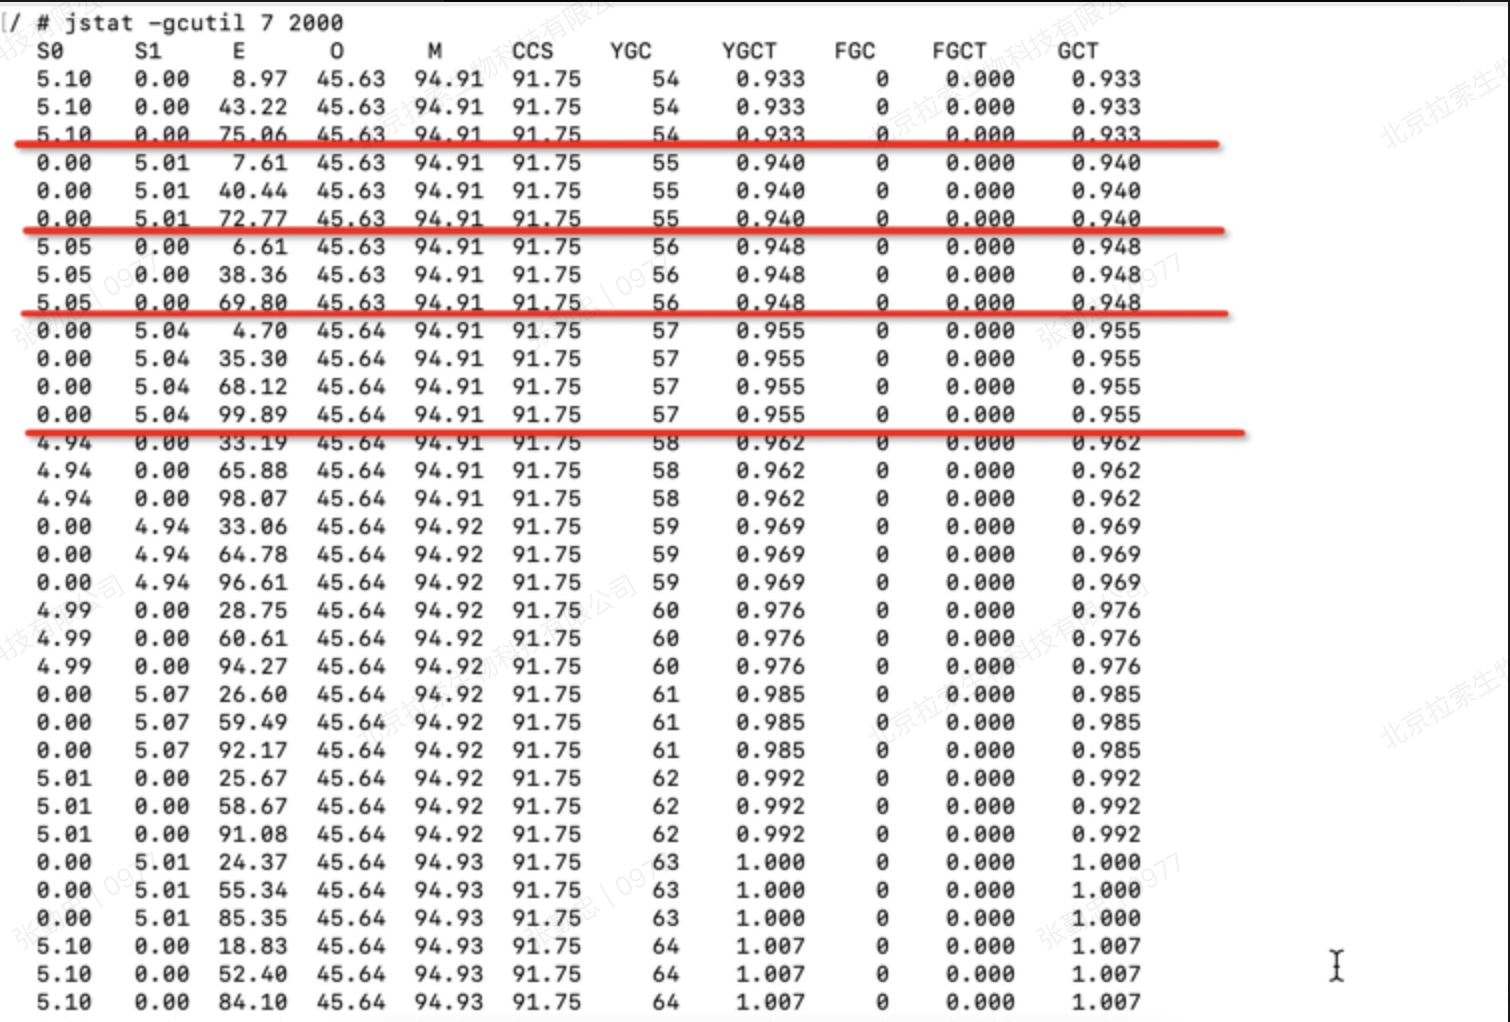 [/ # jstat -gcutil 7 2000
S0 S1 E O M CCS YGC YGCT FGC FGCT GCT
5.10 0.00 8.97 45.63 94.91 91.75 54 0.933 0 0.000 0.933
5.10 0.00 43.22 45.63 94.91 91.75 54 0.933 0 0.000 0.933
5.10 0.00 75.06 45.63 94.91 91.75 54 0.933 0 0.000 0.933
0.00 5.01 7.61 45.63 94.91 91.75 55 0.940 0 0.000 0.940
0.00 5.01 40.44 45.63 94.91 91.75 55 0.940 0 0.000 0.940
0.00 5.01 72.77 45.63 94.91 91.75 55 0.940 0 0.000 0.940
5.05 0.00 6.61 45.63 94.91 91.75 56 0.948 0 0.000 0.948
5.05 0.00 38.36 45.63 94.91 91.75 56 0.948 0 0.000 0.948
5.05 0.00 69.80 45.63 94.91 91.75 56 0.948 0 0.000 0.948
0.00 5.04 4.70 45.64 94.91 91.75 57 0.955 0 0.000 0.955
0.00 5.04 35.30 45.64 94.91 91.75 57 0.955 0 0.000 0.955
0.00 5.04 68.12 45.64 94.91 91.75 57 0.955 0 0.000 0.955
0.00 5.04 99.89 45.64 94.91 91.75 57 0.955 0 0.000 0.955
4.94 0.00 33.19 45.64 94.91 91.75 58 0.962 0 0.000 0.962
4.94 0.00 65.88 45.64 94.91 91.75 58 0.962 0 0.000 0.962
4.94 0.00 98.07 45.64 94.91 91.75 58 0.962 0 0.000 0.962
0.00 4.94 33.06 45.64 94.92 91.75 59 0.969 0 0.000 0.969
0.00 4.94 64.78 45.64 94.92 91.75 59 0.969 0 0.000 0.969
0.00 4.94 96.61 45.64 94.92 91.75 59 0.969 0 0.000 0.969
4.99 0.00 28.75 45.64 94.92 91.75 60 0.976 0 0.000 0.976
4.99 0.00 60.61 45.64 94.92 91.75 60 0.976 0 0.000 0.976
4.99 0.00 94.27 45.64 94.92 91.75 60 0.976 0 0.000 0.976
0.00 5.07 26.60 45.64 94.92 91.75 61 0.985 0 0.000 0.985
0.00 5.07 59.49 45.64 94.92 91.75 61 0.985 0 0.000 0.985
0.00 5.07 92.17 45.64 94.92 91.75 61 0.985 0 0.000 0.985
5.01 0.00 25.67 45.64 94.92 91.75 62 0.992 0 0.000 0.992
5.01 0.00 58.67 45.64 94.92 91.75 62 0.992 0 0.000 0.992
5.01 0.00 91.08 45.64 94.92 91.75 62 0.992 0 0.000 0.992
0.00 5.01 24.37 45.64 94.93 91.75 63 1.000 0 0.000 1.000
0.00 5.01 55.34 45.64 94.93 91.75 63 1.000 0 0.000 1.000
0.00 5.01 85.35 45.64 94.93 91.75 63 1.000 0 0.000 1.000
5.10 0.00 18.83 45.64 94.93 91.75 64 1.007 0 0.000 1.007
5.10 0.00 52.40 45.64 94.93 91.75 64 1.007 0 0.000 1.007
5.10 0.00 84.10 45.64 94.93 91.75 64 1.007 0 0.000 1.007
北京拉索生物科技有限公司